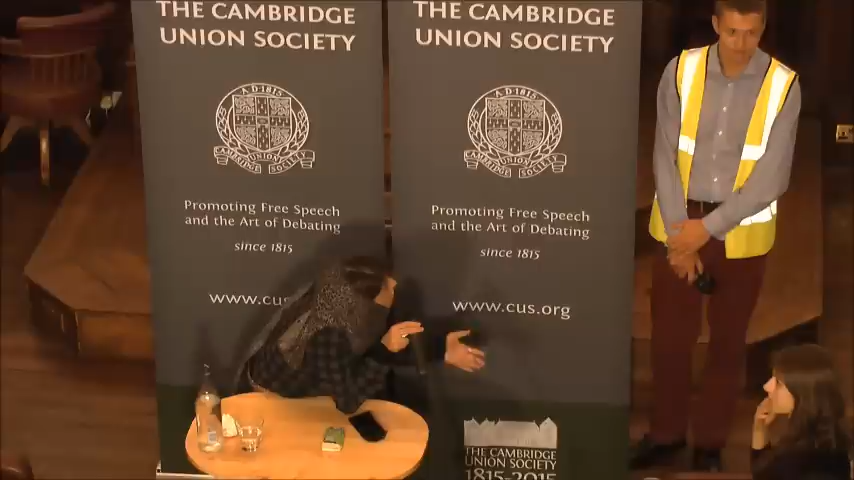 THE CAMBRIDGE
UNION SOCIETY
A.D.1815
CAMBRIDGE UNION SOCIETY
Promoting Free Speech
and the Art of Debating
since 1815
www.cus
THE CAMBRIDGE
UNION SOCIETY
A.D.1815
CAMBRIDGE UNION SOCIETY
Promoting Free Speech
and the Art of Debating
since 1815
www.cus.org
THE CAMBRIDGE
UNION SOCIETY
1815-2015